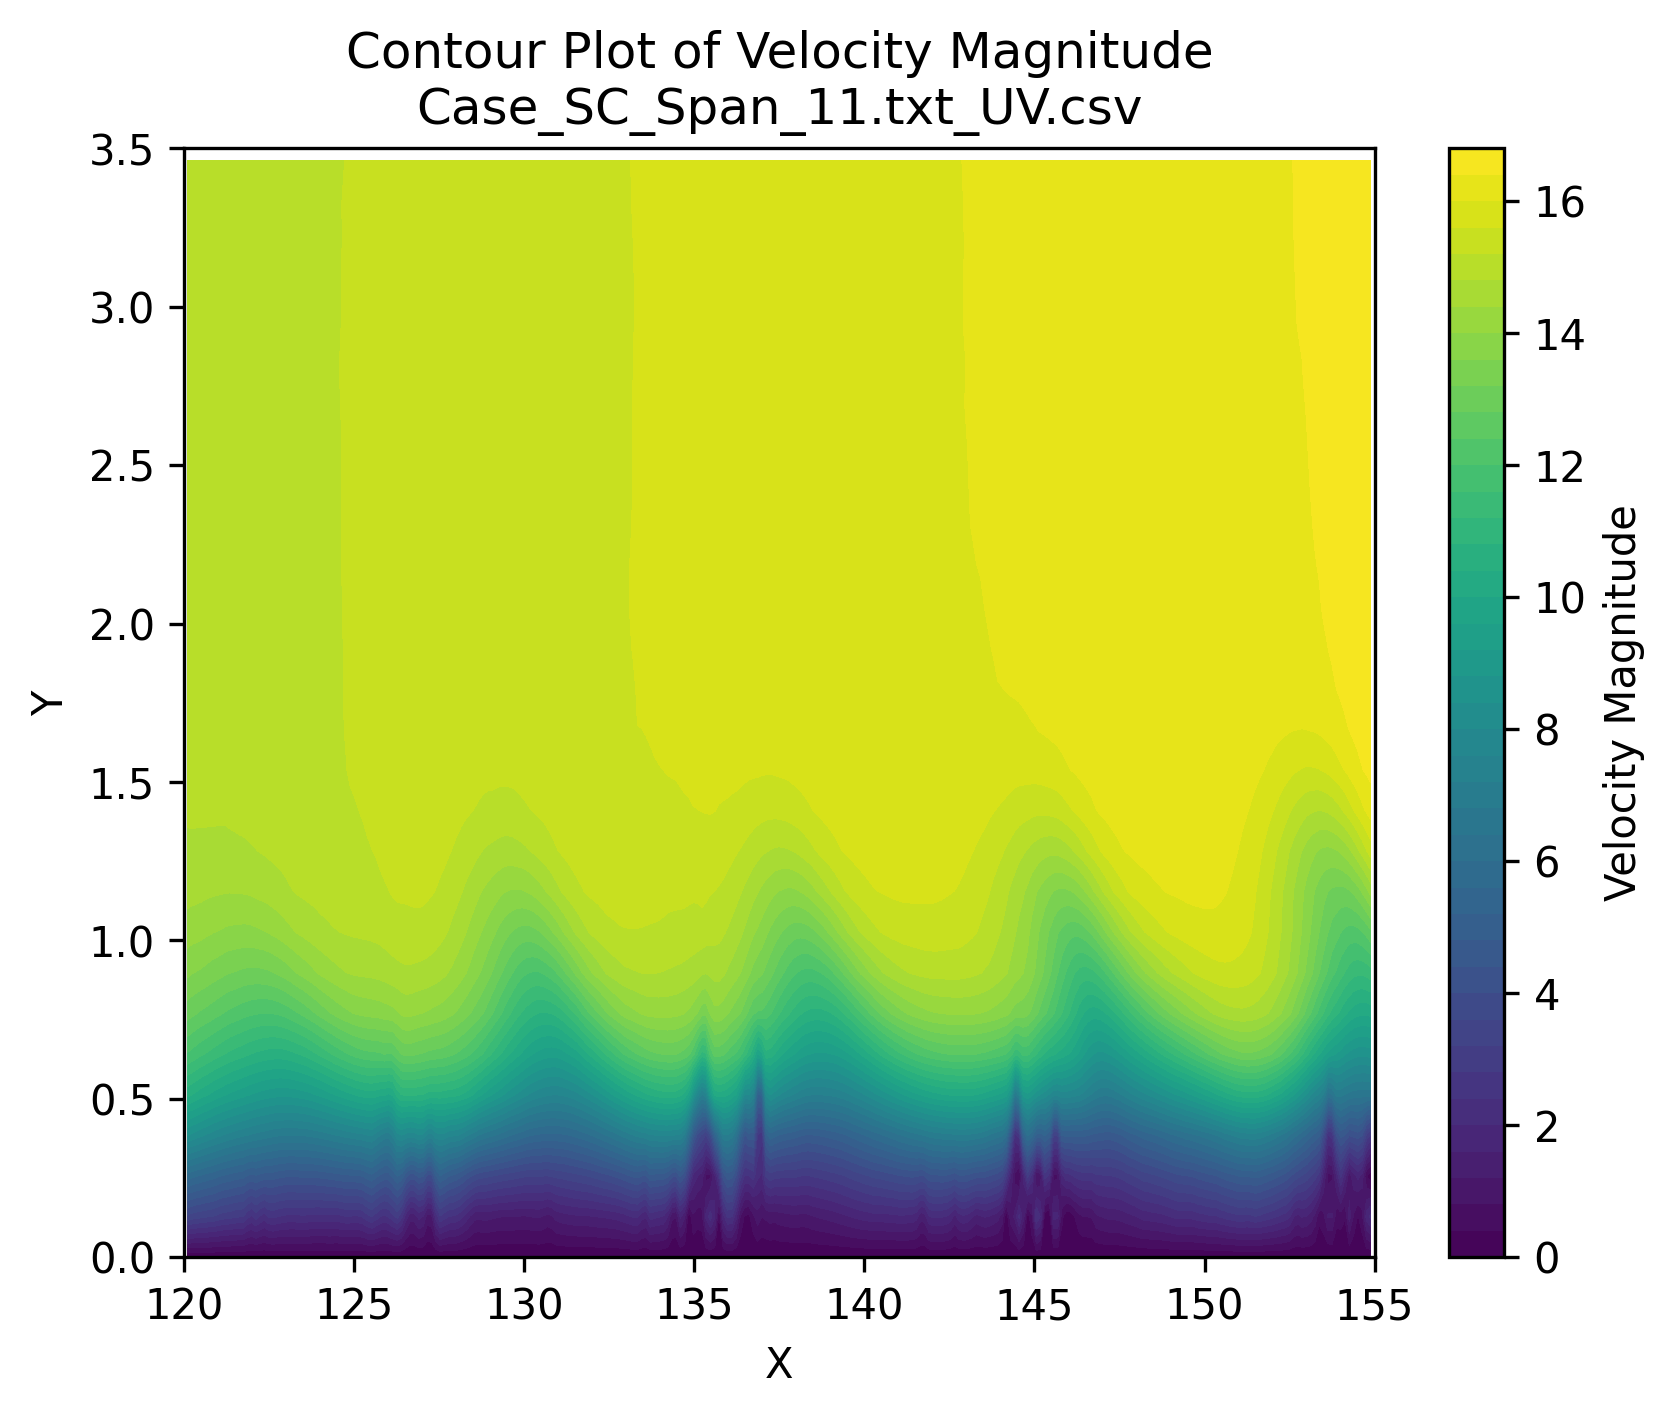 Contour Plot of Velocity Magnitude
Case_SC_Span_11.txt_UV.csv
3.5
3.0
2.5
2.0
1.5
1.0
0.5
0.0
Y
120 125 130 135 140 145 150 155
X
16
14
12
10
8
6
4
2
0
Velocity Magnitude